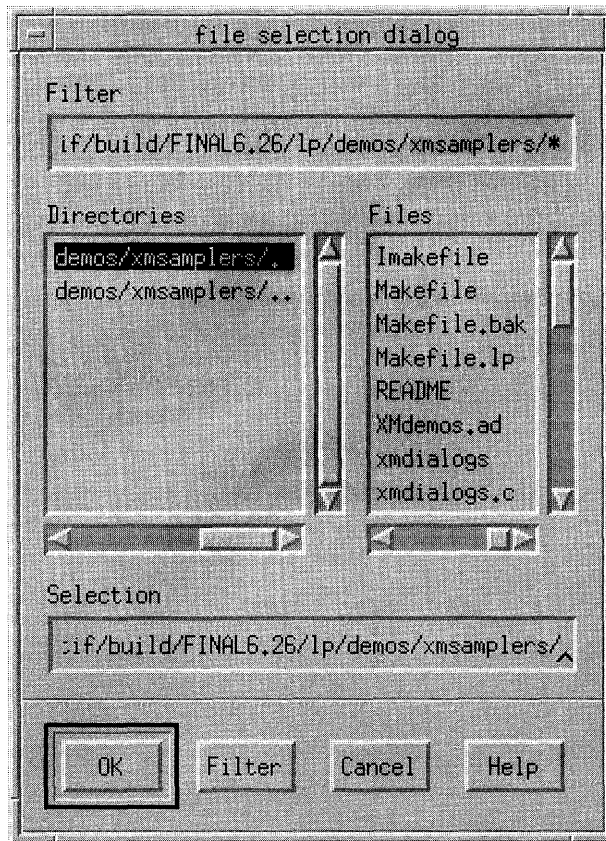 file selection dialog
Filter
if/build/FINAL6.26/lp/demos/xmsamplers/*
Directories
demos/xmsamplers/.
demos/xmsamplers/..
Files
Imakefile
Makefile
Makefile.bak
Makefile.lp
README
XMdemos.ad
xmdialogs
xmdialogs.c
Selection
if/build/FINAL6.26/lp/demos/xmsamplers/
OK
Filter
Cancel
Help